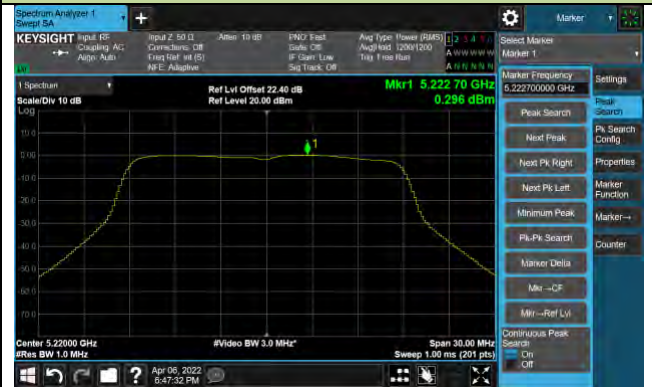 Spectrum Analyzer 1
Swept SA
Marker
KEYSIGHT Input: RF
Coupling: AC
Align: Auto
Input Z: 50 Ω
Corrections: Off
Freq Ref: Int (S)
NFE: Adaptive
Atten: 10 dB
PNO: Fast
Gate: Off
IF Gain: Low
Sig Track: Off
Avg Type: Power (RMS)
Avg|Hold: 1200/1200
Trig: Free Run
1 2 3 4 5 6
A W W W W W
A N N N N N
Select Marker
Marker 1
1 Spectrum
Scale/Div 10 dB
Log
Ref Lvl Offset 22.40 dB
Ref Level 20.00 dBm
Mkr1 5.222 70 GHz
0.296 dBm
10.0
0.00
-10.0
-20.0
-30.0
-40.0
-50.0
-60.0
-70.0
1
Center 5.22000 GHz
#Res BW 1.0 MHz
#Video BW 3.0 MHz*
Span 30.00 MHz
Sweep 1.00 ms (201 pts)
Marker Frequency
5.222700000 GHz
Peak Search
Next Peak
Next Pk Right
Next Pk Left
Minimum Peak
Pk-Pk Search
Marker Delta
Mkr→CF
Mkr→Ref Lvl
Continuous Peak
Search
On
Off
Settings
Peak
Search
Pk Search
Config
Properties
Marker
Function
Marker→
Counter
Apr 06, 2022
6:47:32 PM